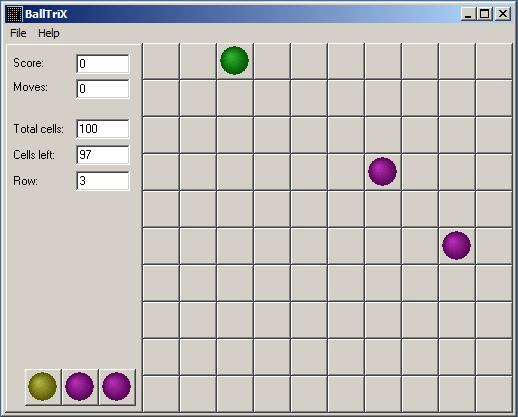 BallTriX
File Help
Score: 0
Moves: 0
Total cells: 100
Cells left: 97
Row: 3